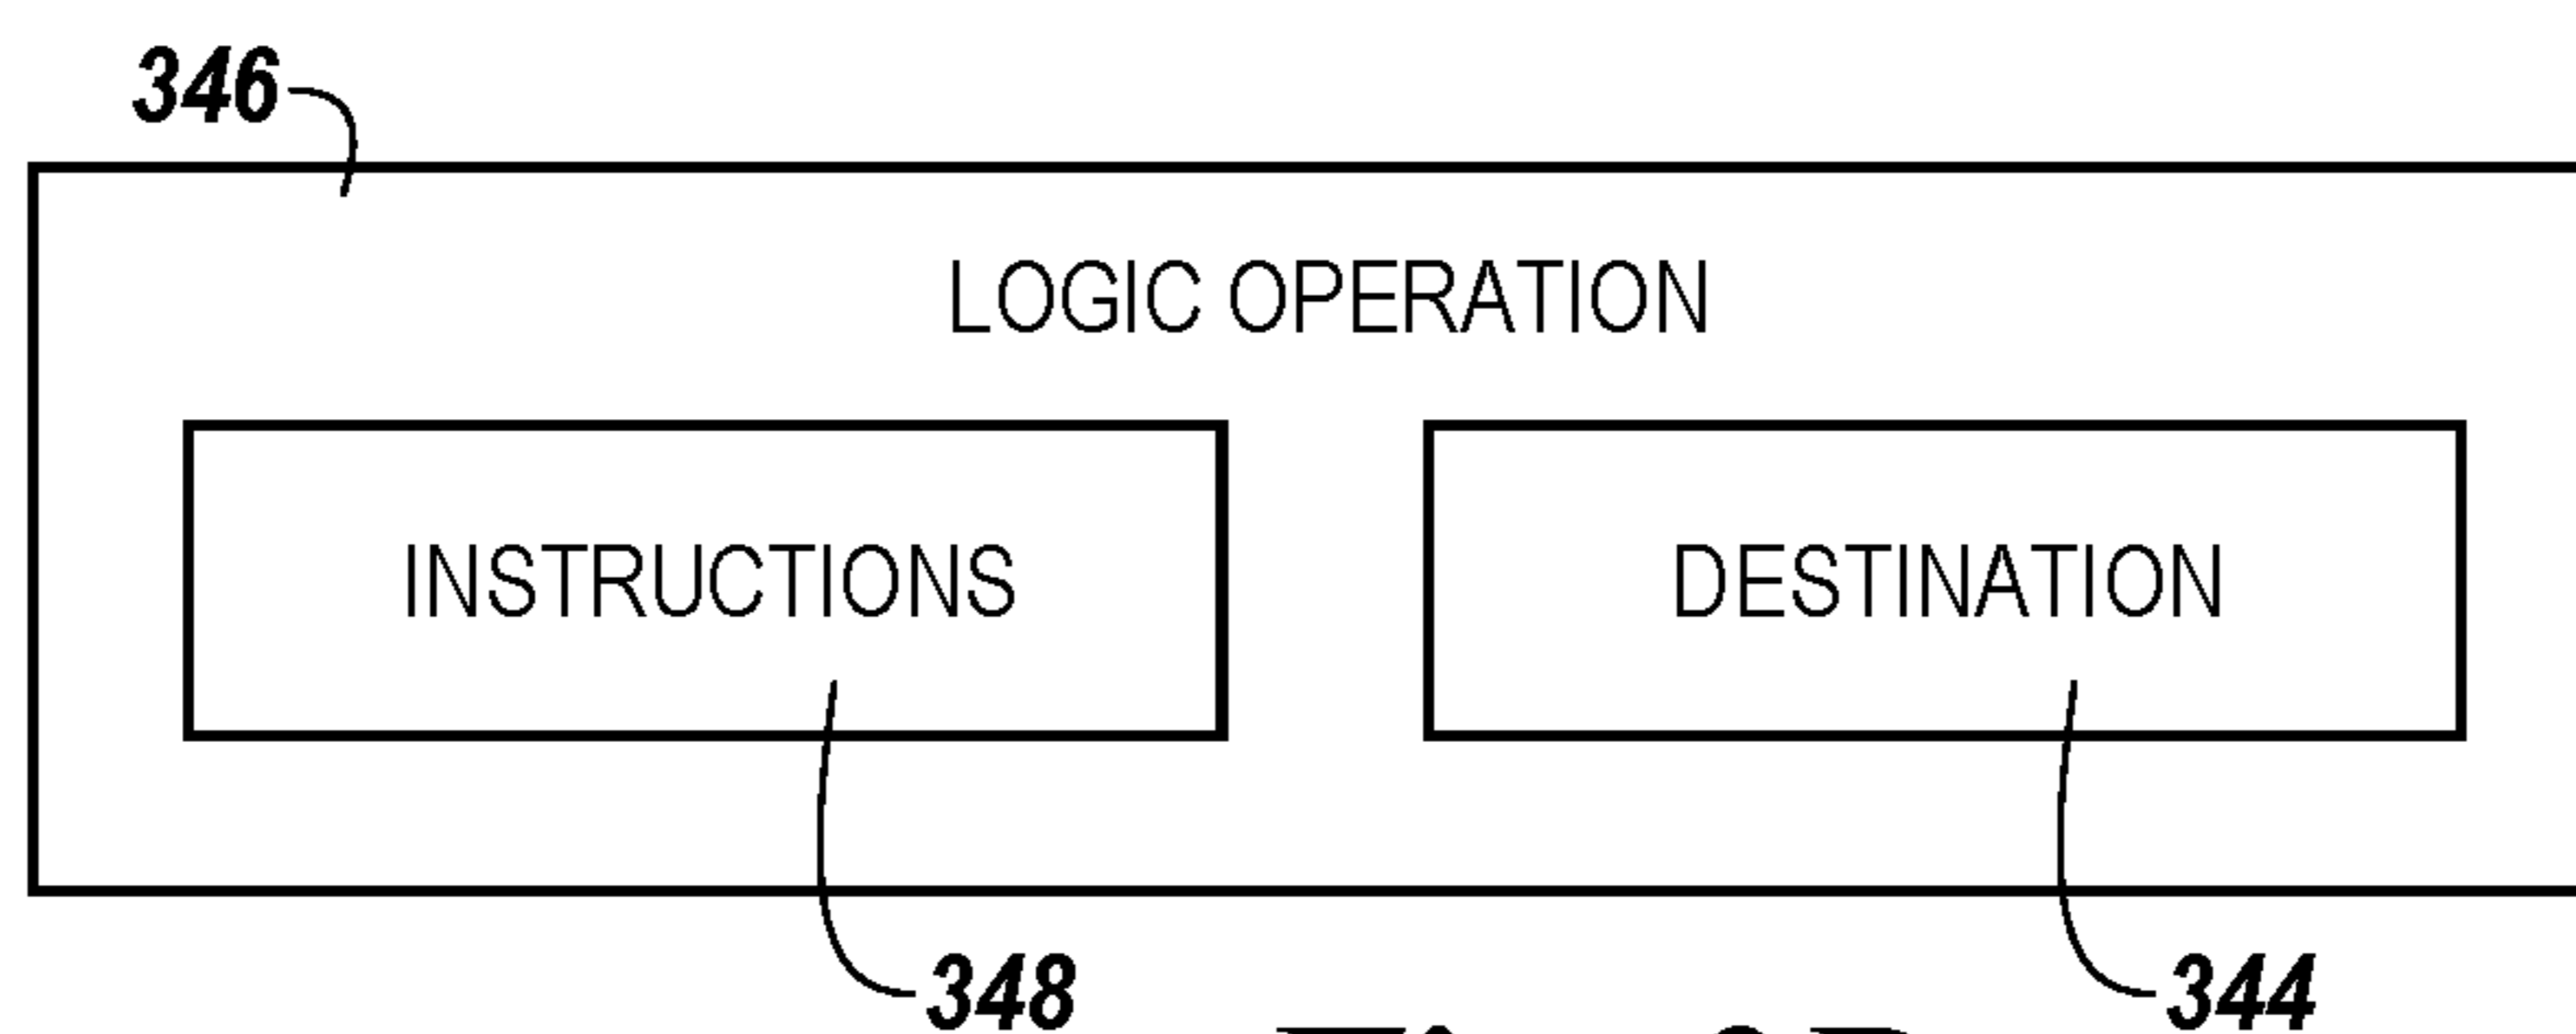 346
LOGIC OPERATION
INSTRUCTIONS
DESTINATION
348
344